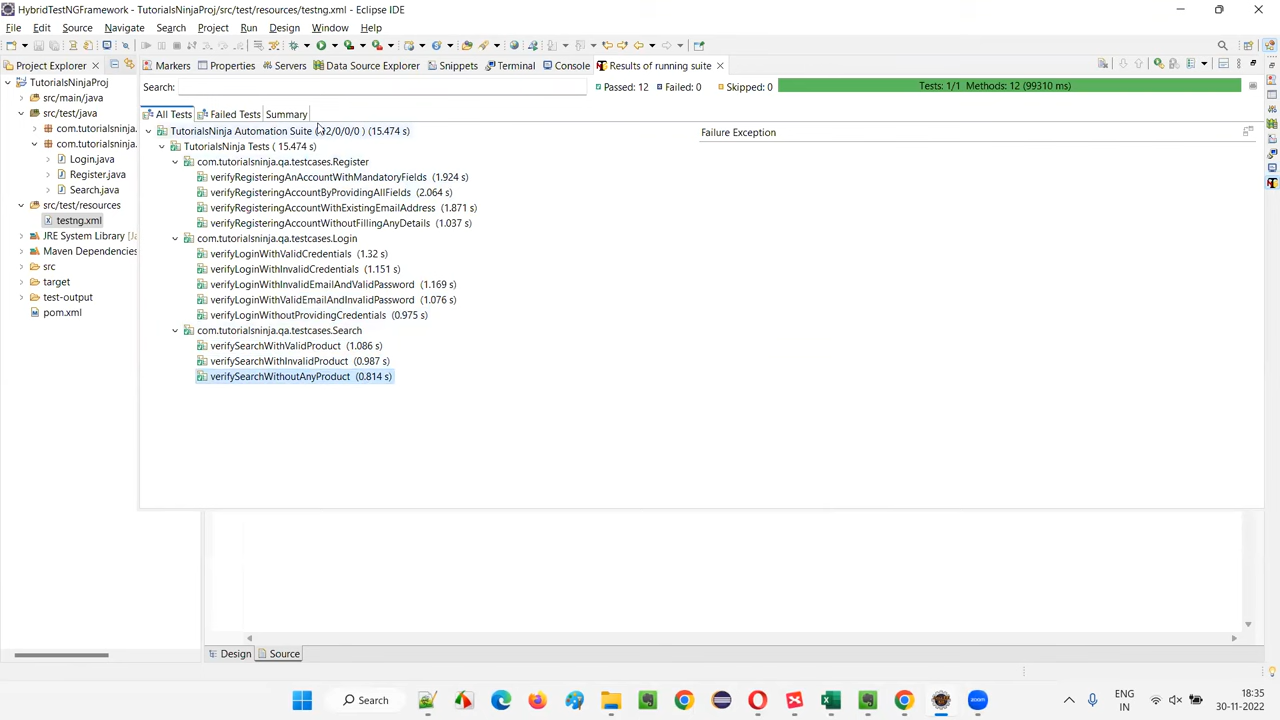 HybridTestNGFramework - TutorialsNinjaProj/src/test/resources/testng.xml - Eclipse IDE
File Edit Source Navigate Search Project Run Design Window Help
Project Explorer Markers Properties Servers Data Source Explorer Snippets Terminal Console Results of running suite
TutorialsNinjaProj
src/main/java
src/test/java
com.tutorialsninja.
com.tutorialsninja.
Login.java
Register.java
Search.java
src/test/resources
testng.xml
JRE System Library [Ja
Maven Dependencies
src
target
test-output
pom.xml
Search: Passed: 12 Failed: 0 Skipped: 0 Tests: 1/1 Methods: 12 (99310 ms)
All Tests Failed Tests Summary
TutorialsNinja Automation Suite ( 12/0/0/0 ) (15.474 s)
TutorialsNinja Tests ( 15.474 s)
com.tutorialsninja.qa.testcases.Register
verifyRegisteringAnAccountWithMandatoryFields (1.924 s)
verifyRegisteringAccountByProvidingAllFields (2.064 s)
verifyRegisteringAccountWithExistingEmailAddress (1.871 s)
verifyRegisteringAccountWithoutFillingAnyDetails (1.037 s)
com.tutorialsninja.qa.testcases.Login
verifyLoginWithValidCredentials (1.32 s)
verifyLoginWithInvalidCredentials (1.151 s)
verifyLoginWithInvalidEmailAndValidPassword (1.169 s)
verifyLoginWithValidEmailAndInvalidPassword (1.076 s)
verifyLoginWithoutProvidingCredentials (0.975 s)
com.tutorialsninja.qa.testcases.Search
verifySearchWithValidProduct (1.086 s)
verifySearchWithInvalidProduct (0.987 s)
verifySearchWithoutAnyProduct (0.814 s)
Failure Exception
Design Source
Search
ENG
IN
18:35
30-11-2022
zoom